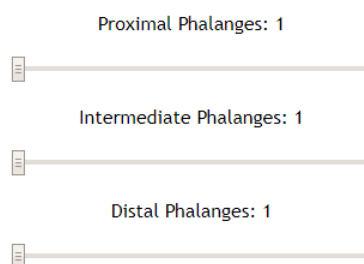 Proximal Phalanges: 1
Intermediate Phalanges: 1
Distal Phalanges: 1